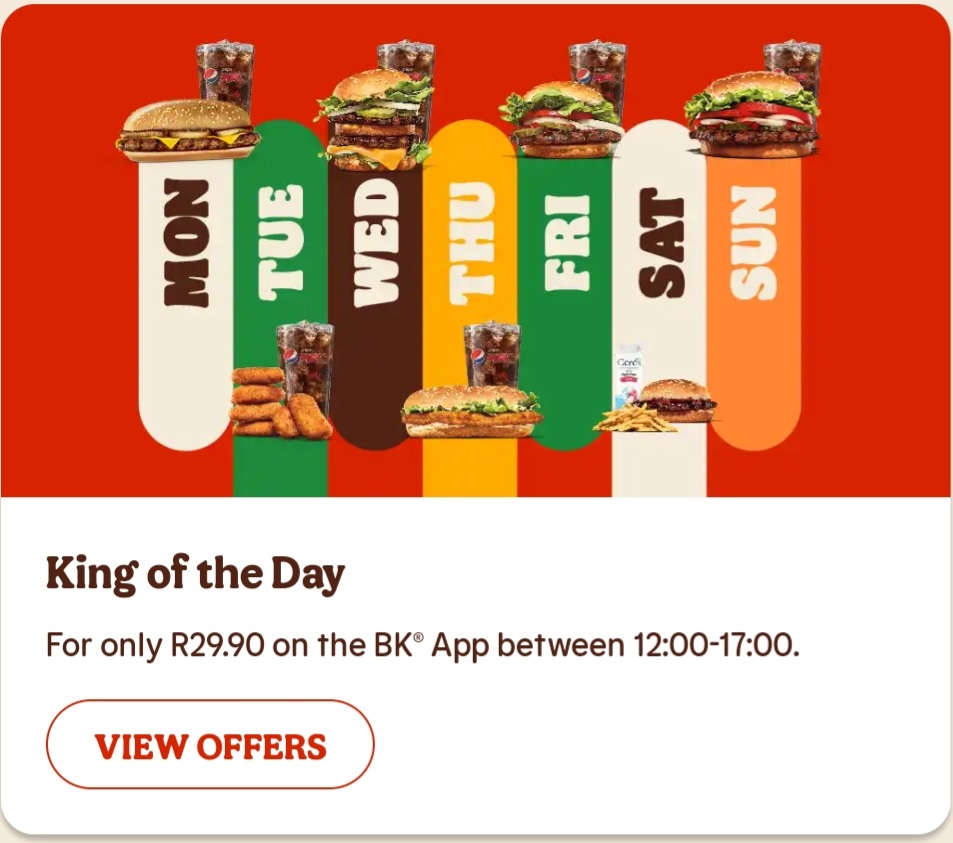 MON
TUE
WED
THU
FRI
SAT
SUN
King of the Day
For only R29.90 on the BK® App between 12:00-17:00.
VIEW OFFERS